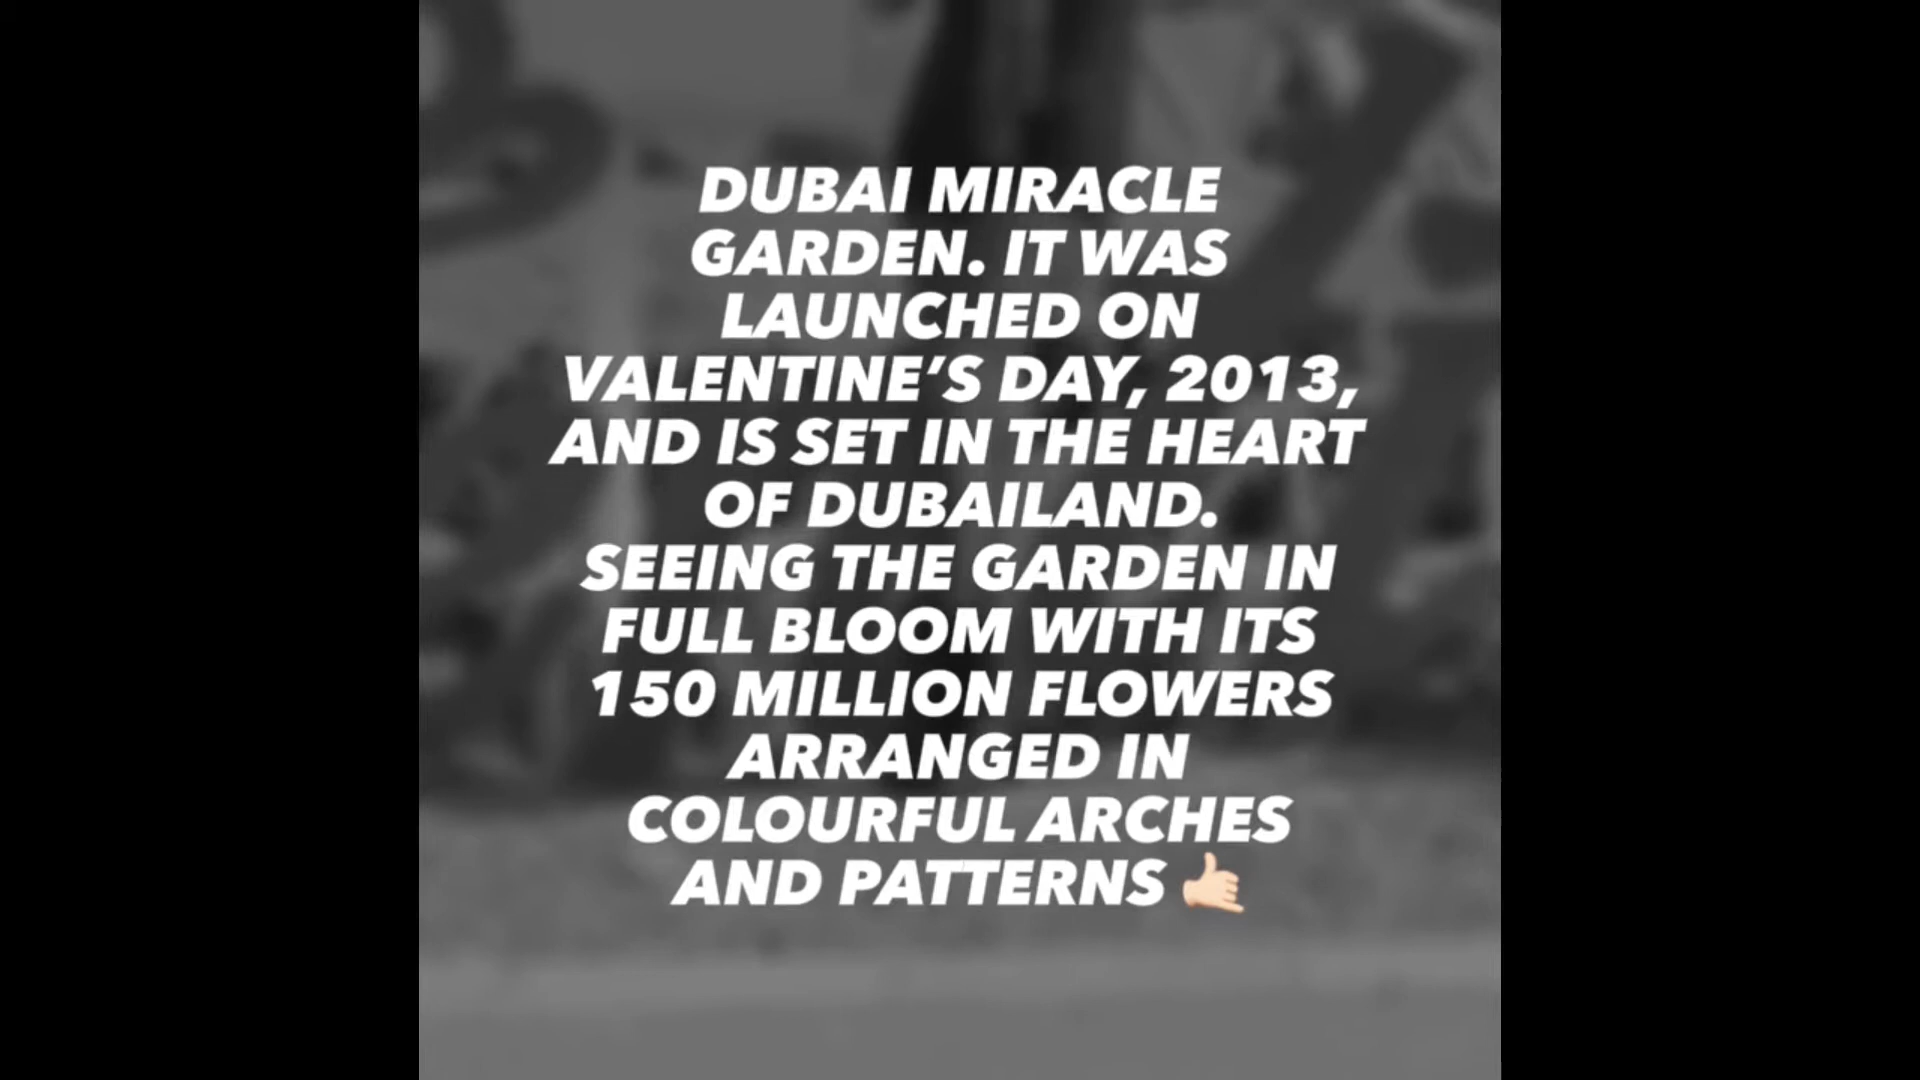 DUBAI MIRACLE
GARDEN. IT WAS
LAUNCHED ON
VALENTINE’S DAY, 2013,
AND IS SET IN THE HEART
OF DUBAILAND.
SEEING THE GARDEN IN
FULL BLOOM WITH ITS
150 MILLION FLOWERS
ARRANGED IN
COLOURFUL ARCHES
AND PATTERNS 🤙🏻